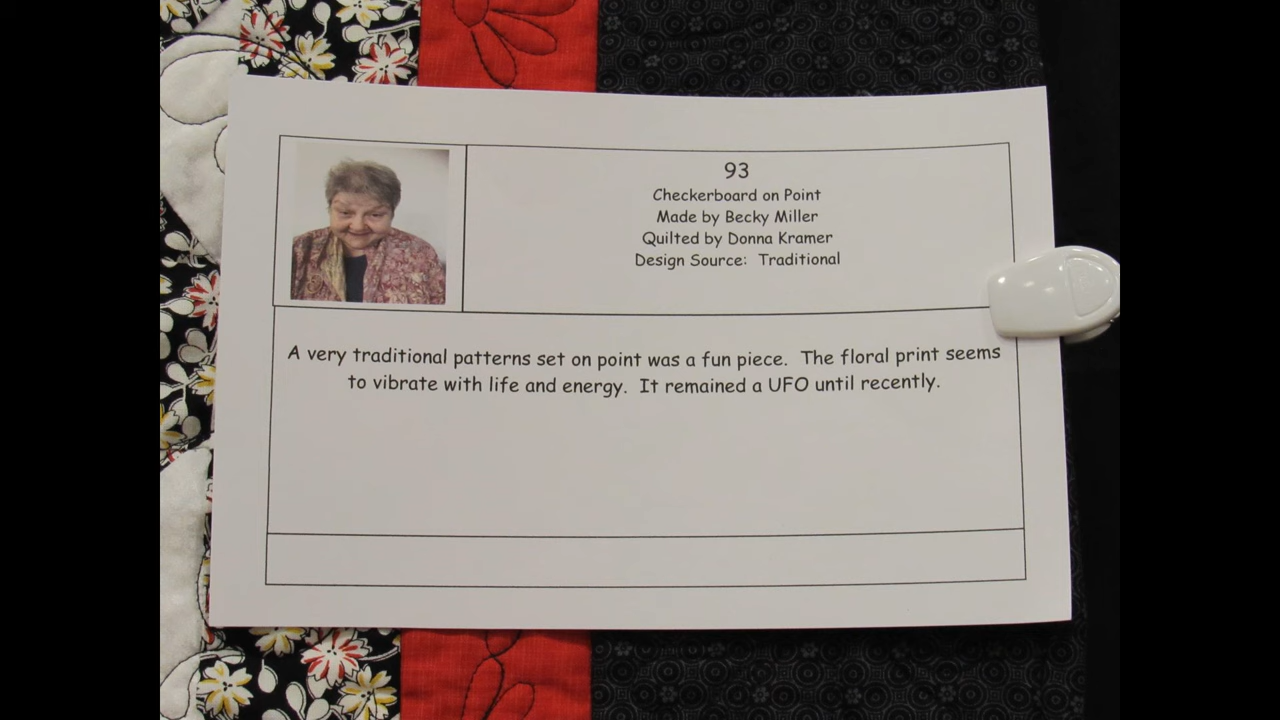 93
Checkerboard on Point
Made by Becky Miller
Quilted by Donna Kramer
Design Source:  Traditional
A very traditional patterns set on point was a fun piece.  The floral print seems
to vibrate with life and energy.  It remained a UFO until recently.